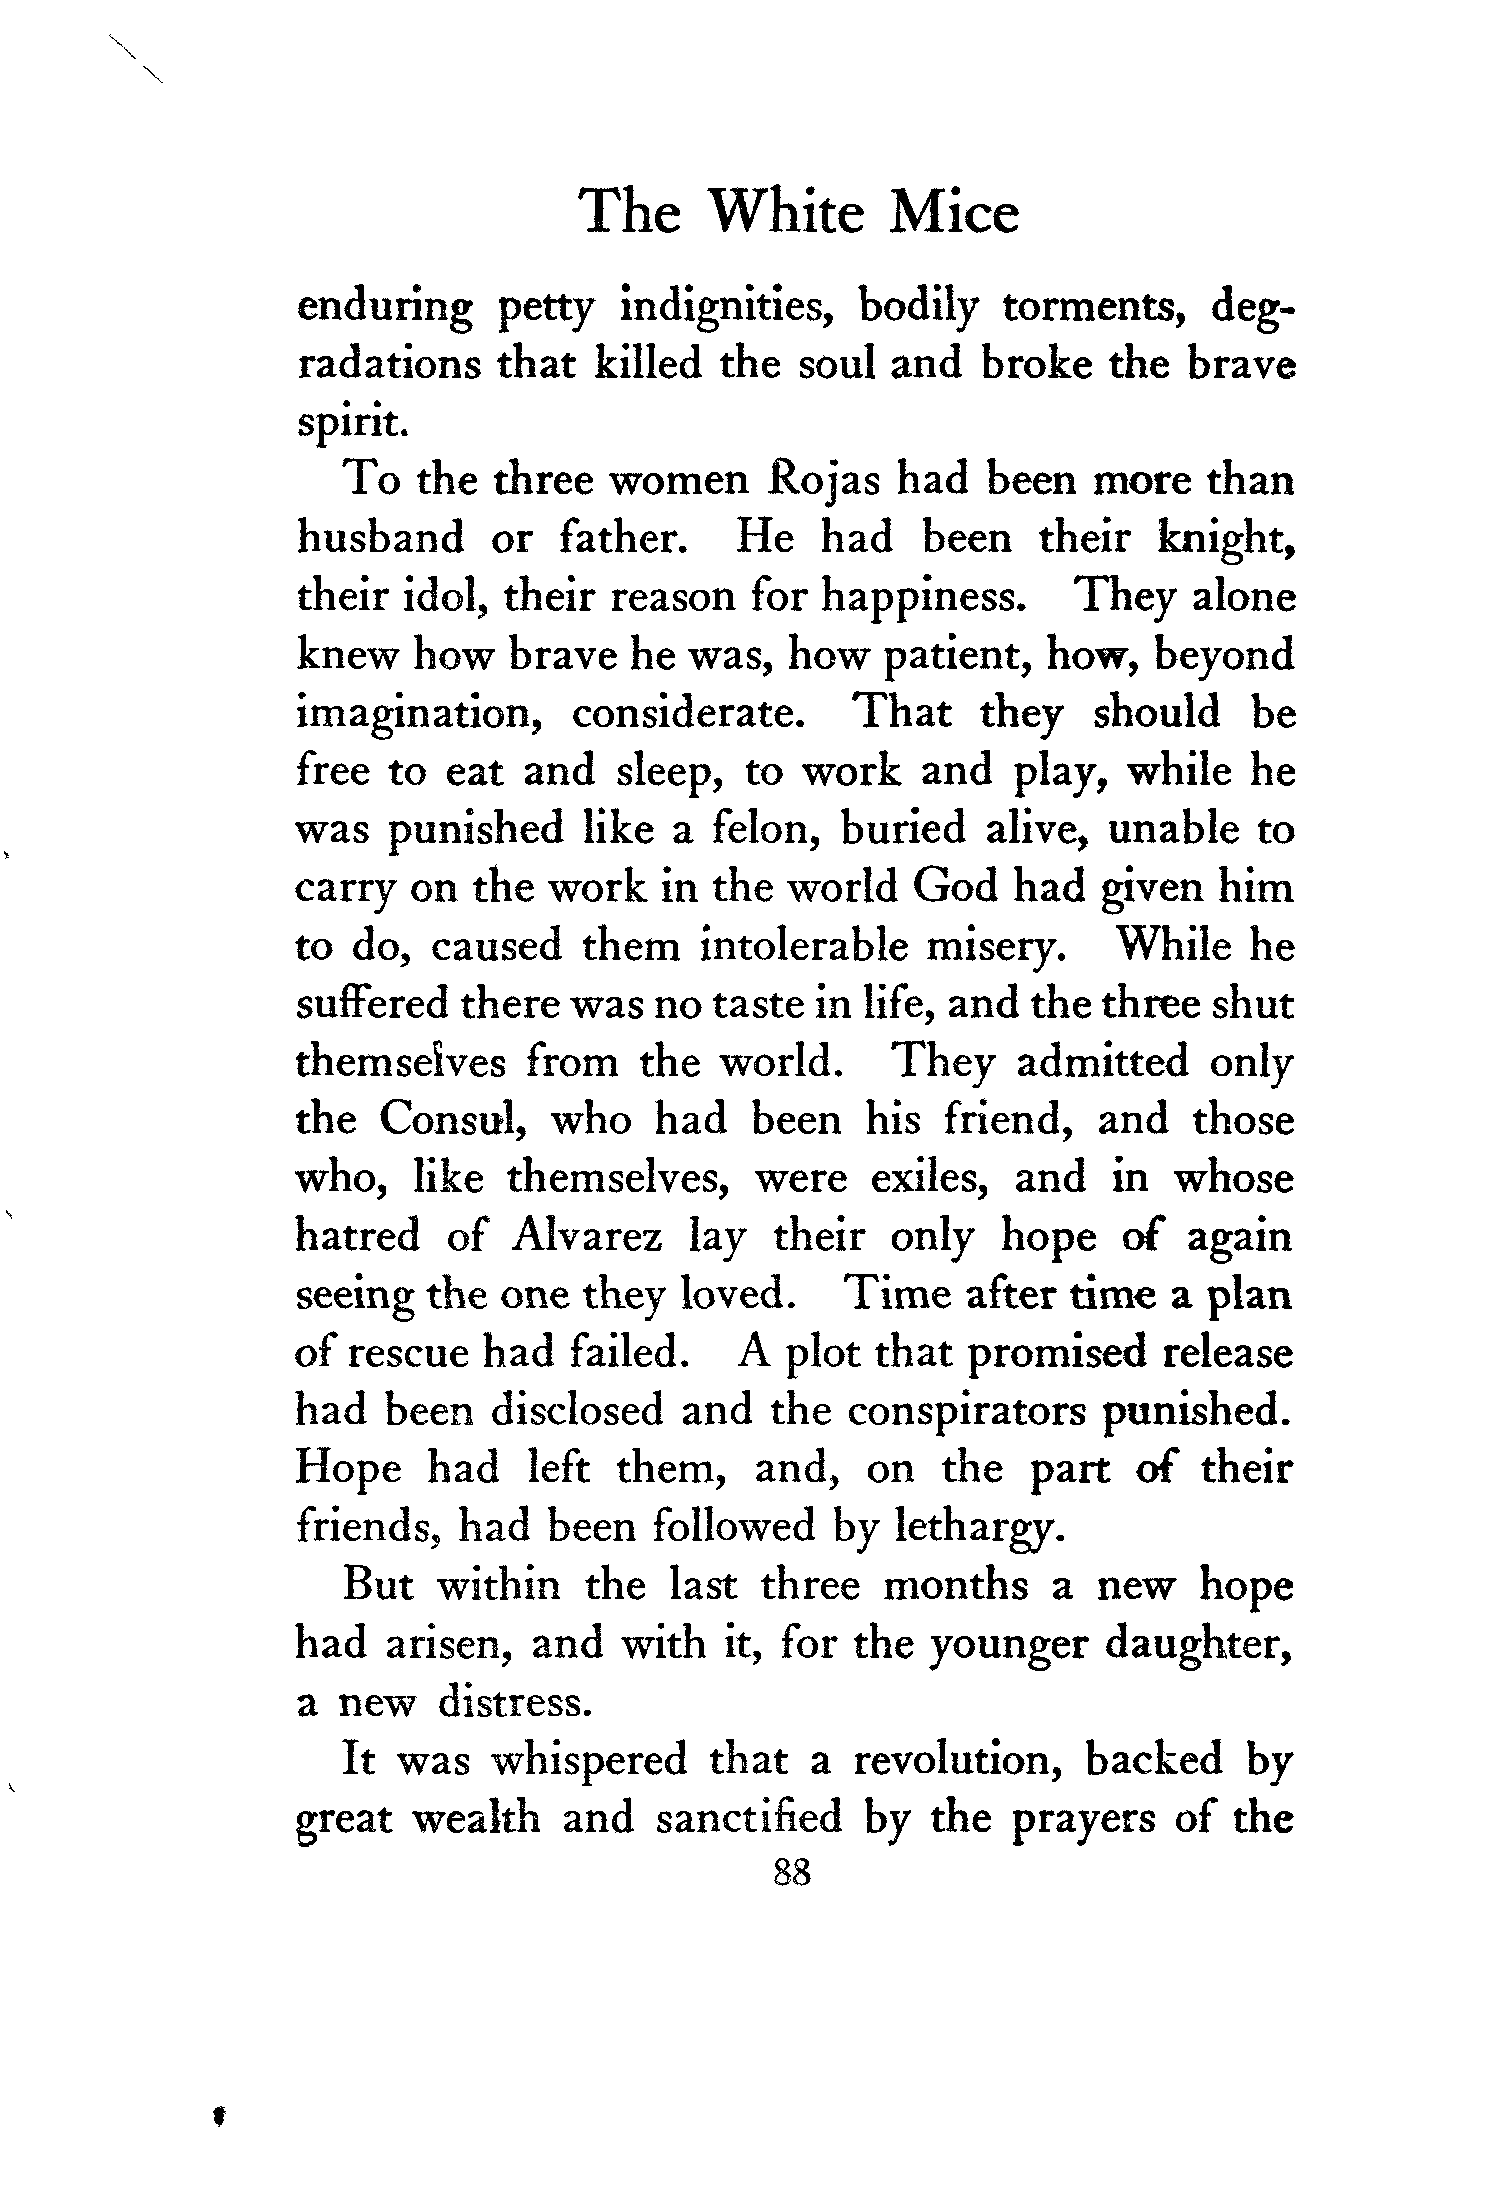 The White Mice
enduring petty indignities, bodily torments, deg-
radations that killed the soul and broke the brave
spirit.
To the three women Rojas had been more than
husband or father. He had been their knight,
their idol, their reason for happiness. They alone
knew how brave he was, how patient, how, beyond
imagination, considerate. That they should be
free to eat and sleep, to work and play, while he
was punished like a felon, buried alive, unable to
carry on the work in the world God had given him
to do, caused them intolerable misery. While he
suffered there was no taste in life, and the three shut
themselves from the world. They admitted only
the Consul, who had been his friend, and those
who, like themselves, were exiles, and in whose
hatred of Alvarez lay their only hope of again
seeing the one they loved. Time after time a plan
of rescue had failed. A plot that promised release
had been disclosed and the conspirators punished.
Hope had left them, and, on the part of their
friends, had been followed by lethargy.
But within the last three months a new hope
had arisen, and with it, for the younger daughter,
a new distress.
It was whispered that a revolution, backed by
great wealth and sanctified by the prayers of the
88